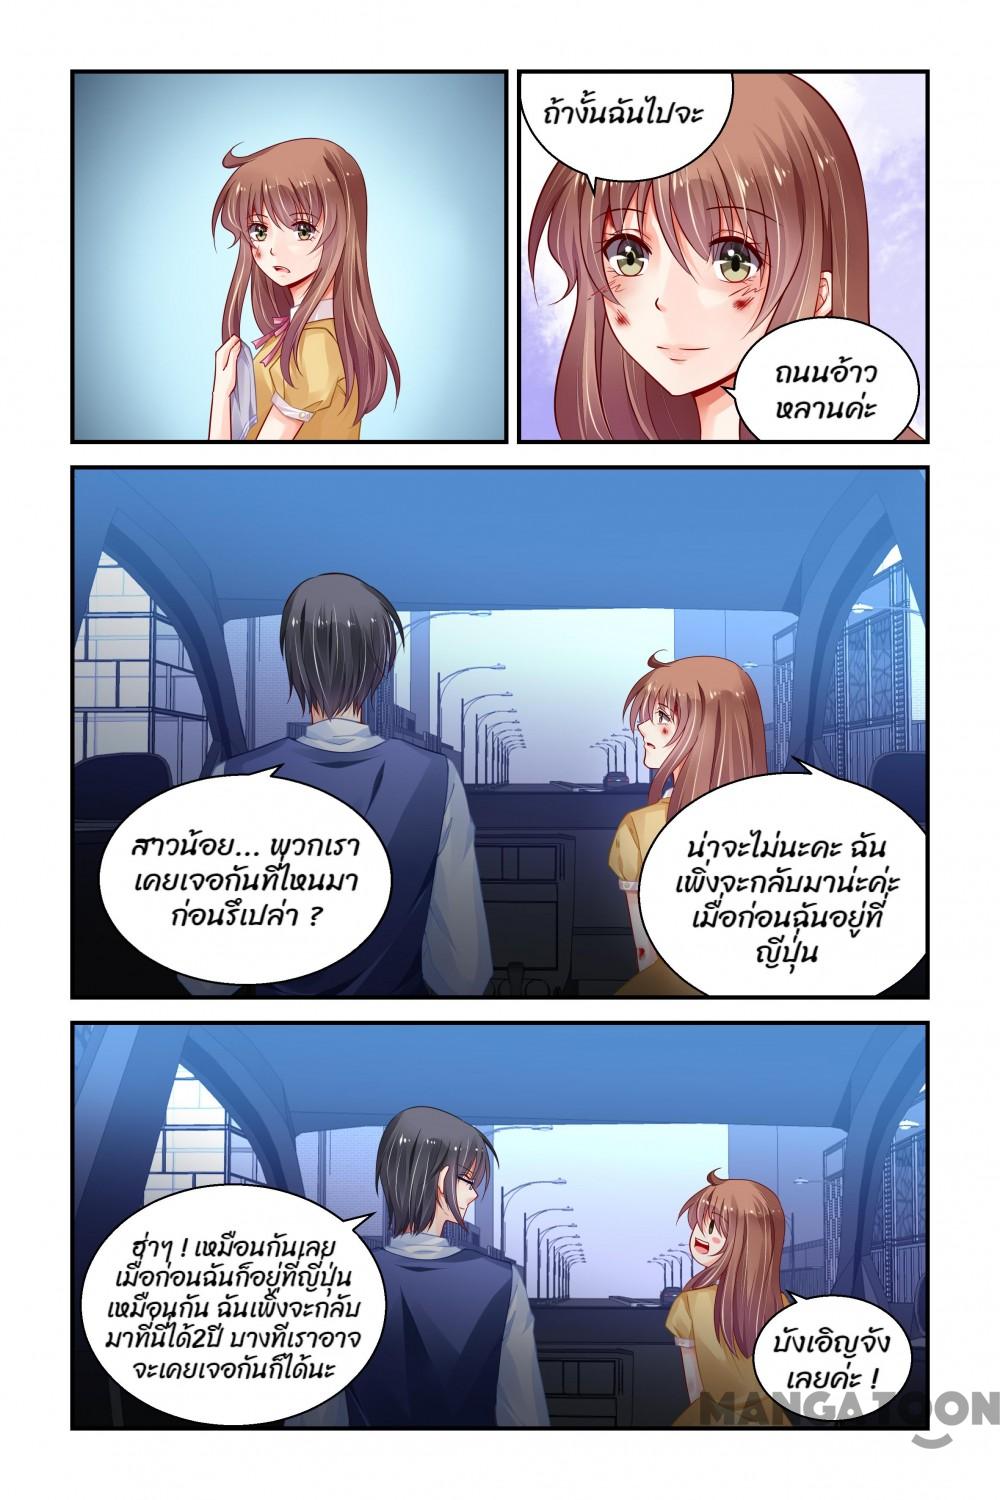 ถ้างั้นฉันไปจะ
ถนนอ้าว
หลานค่ะ
สาวน้อย... พวกเรา
เคยเจอกันที่ไหนมา
ก่อนรึเปล่า ?
น่าจะไม่นะคะ ฉัน
เพิ่งจะกลับมาน่ะค่ะ
เมื่อก่อนฉันอยู่ที่
ญี่ปุ่น
ฮ่าๆ ! เหมือนกันเลย
เมื่อก่อนฉันก็อยู่ที่ญี่ปุ่น
เหมือนกัน ฉันเพิ่งจะกลับ
มาที่นี่ได้2ปี บางทีเราอาจ
จะเคยเจอกันก็ได้นะ
บังเอิญจัง
เลยค่ะ !
MANGATOON